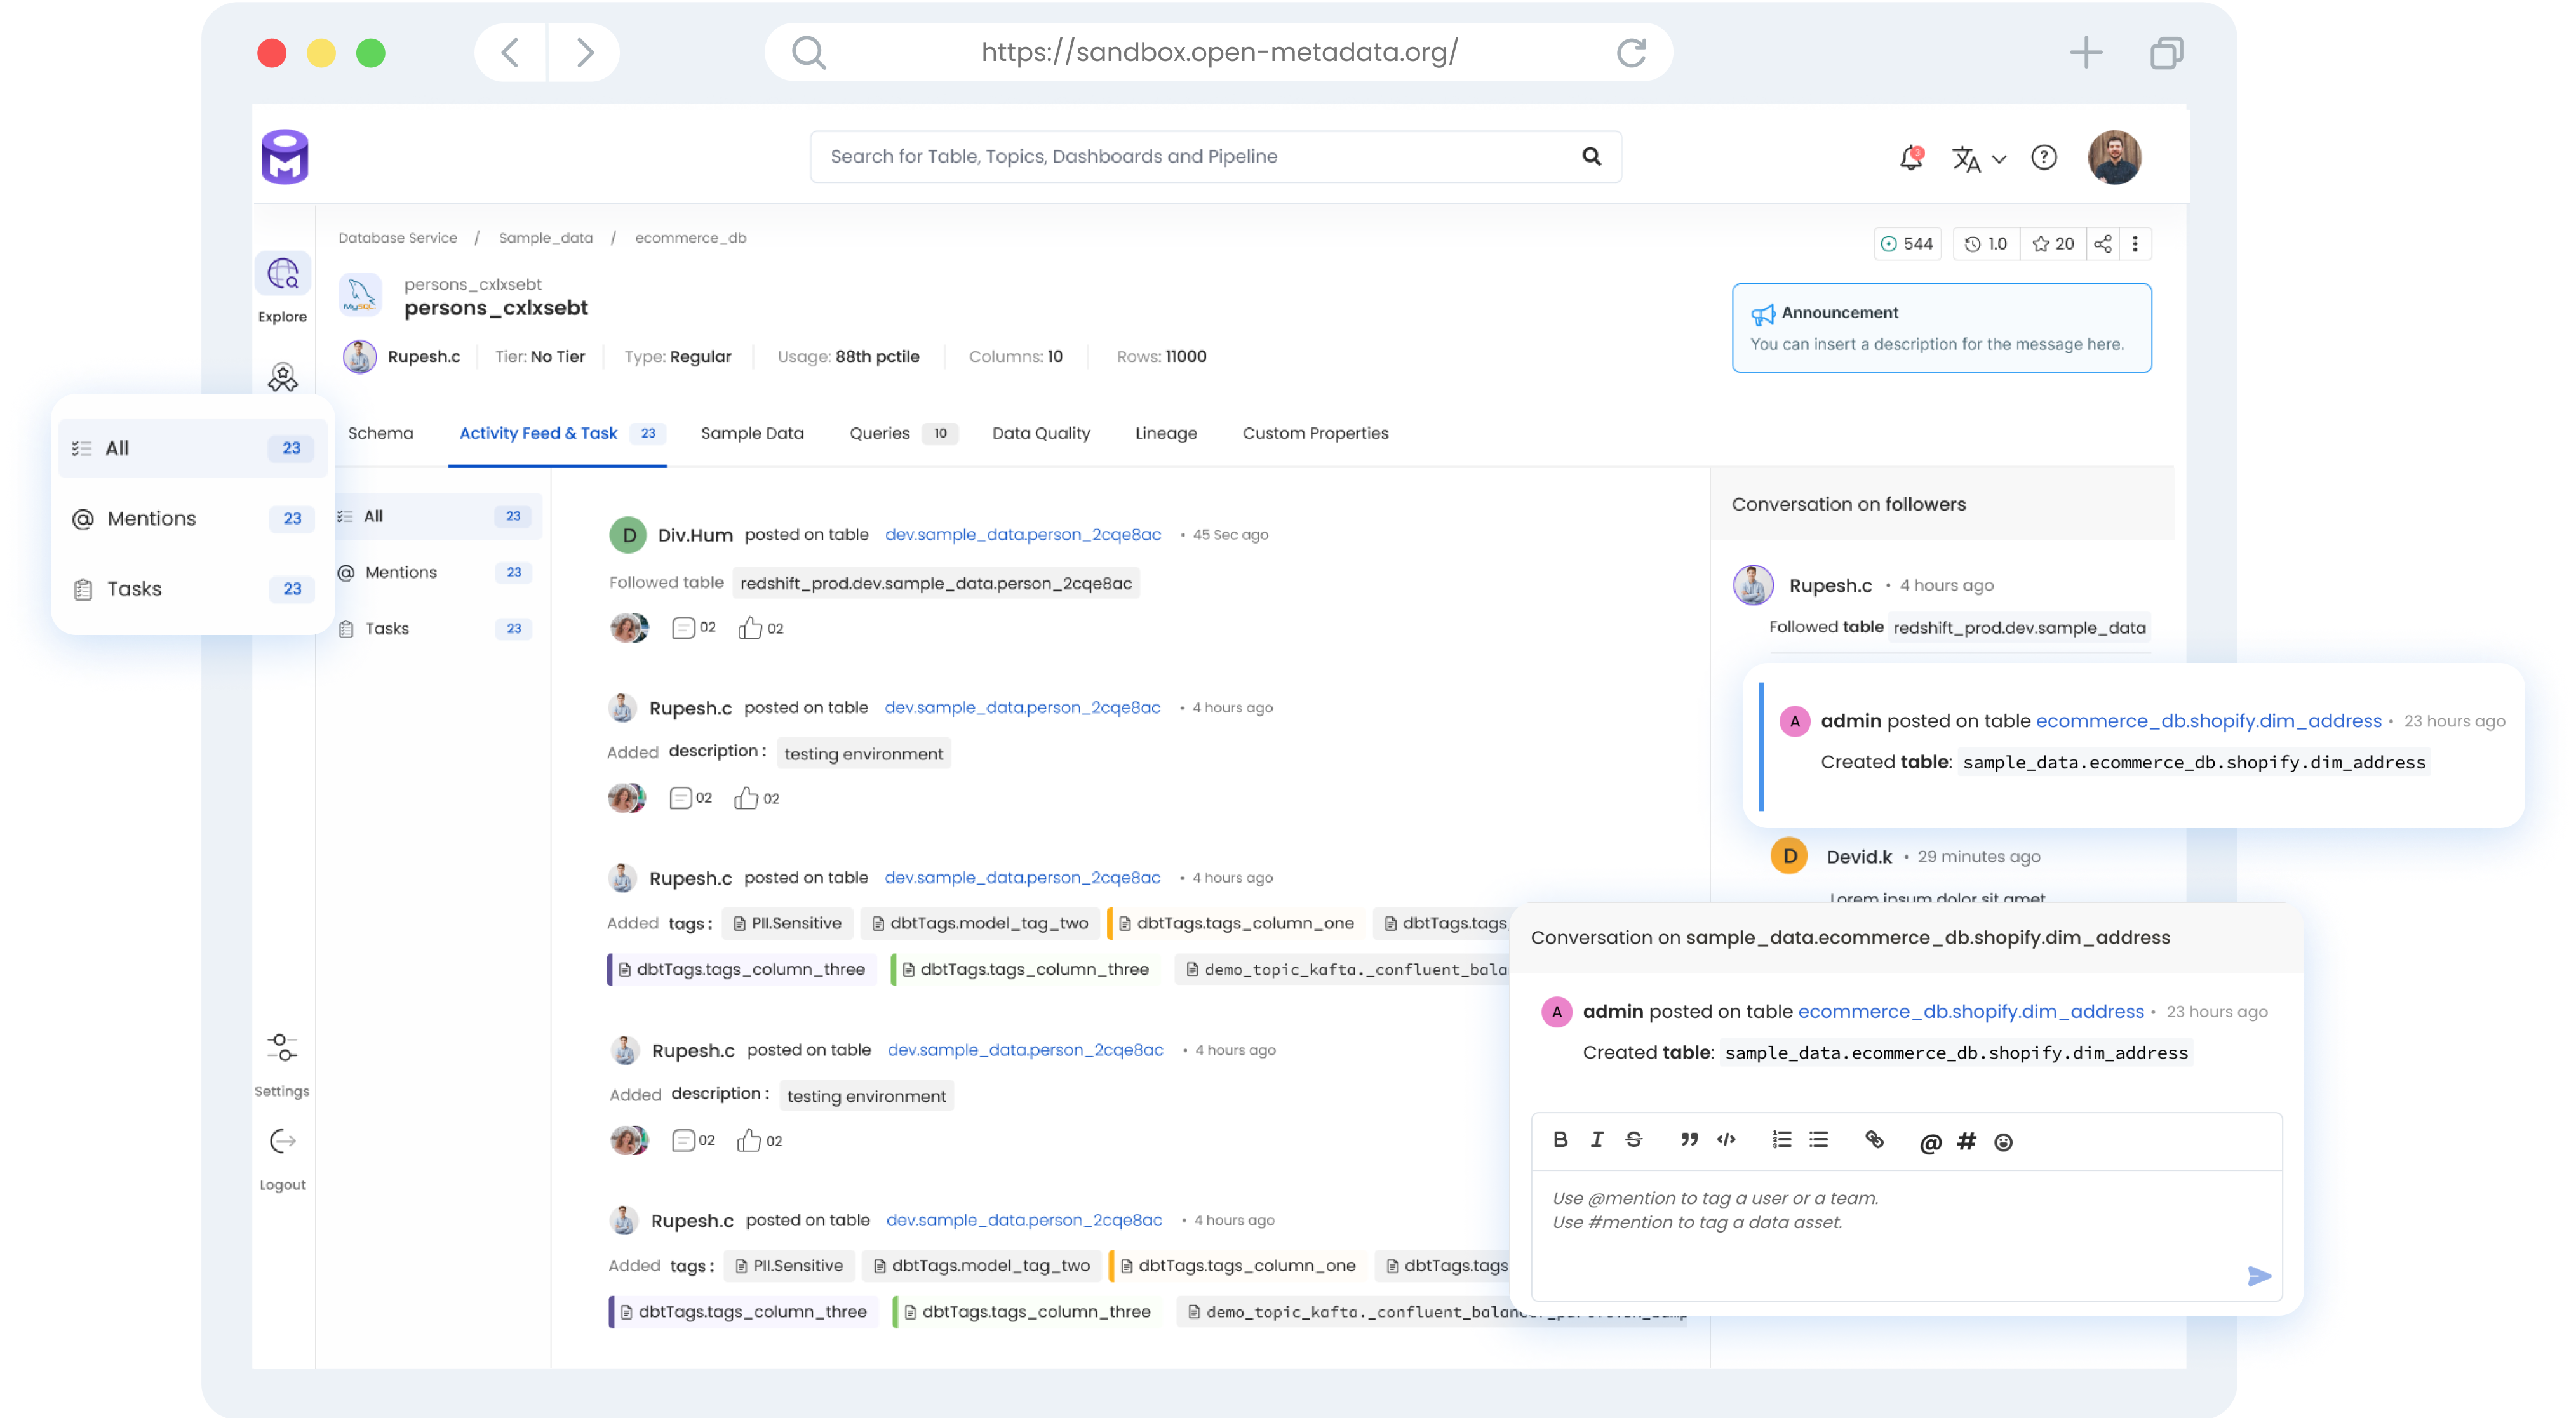 https://sandbox.open-metadata.org/
Search for Table, Topics, Dashboards and Pipeline
3
Database Service / Sample_data / ecommerce_db
544 1.0 20
Explore
MySQL
persons_cxlxsebt
persons_cxlxsebt
Announcement
You can insert a description for the message here.
Rupesh.c Tier: No Tier Type: Regular Usage: 88th pctile Columns: 10 Rows: 11000
Schema Activity Feed & Task 23 Sample Data Queries 10 Data Quality Lineage Custom Properties
All 23
Mentions 23
Tasks 23
All 23
Mentions 23
Tasks 23
Settings
Logout
D Div.Hum posted on table dev.sample_data.person_2cqe8ac • 45 Sec ago
Followed table redshift_prod.dev.sample_data.person_2cqe8ac
02 02
Rupesh.c posted on table dev.sample_data.person_2cqe8ac • 4 hours ago
Added description : testing environment
02 02
Rupesh.c posted on table dev.sample_data.person_2cqe8ac • 4 hours ago
Added tags : PII.Sensitive dbtTags.model_tag_two dbtTags.tags_column_one dbtTags.tags
dbtTags.tags_column_three dbtTags.tags_column_three demo_topic_kafta._confluent_bala
Rupesh.c posted on table dev.sample_data.person_2cqe8ac • 4 hours ago
Added description : testing environment
02 02
Rupesh.c posted on table dev.sample_data.person_2cqe8ac • 4 hours ago
Added tags : PII.Sensitive dbtTags.model_tag_two dbtTags.tags_column_one dbtTags.tags
dbtTags.tags_column_three dbtTags.tags_column_three demo_topic_kafta._confluent_balan
Conversation on followers
Rupesh.c • 4 hours ago
Followed table redshift_prod.dev.sample_data
A admin posted on table ecommerce_db.shopify.dim_address • 23 hours ago
Created table: sample_data.ecommerce_db.shopify.dim_address
D Devid.k • 29 minutes ago
Lorem ipsum dolor sit amet
Conversation on sample_data.ecommerce_db.shopify.dim_address
A admin posted on table ecommerce_db.shopify.dim_address • 23 hours ago
Created table: sample_data.ecommerce_db.shopify.dim_address
B I S @ #
Use @mention to tag a user or a team.
Use #mention to tag a data asset.